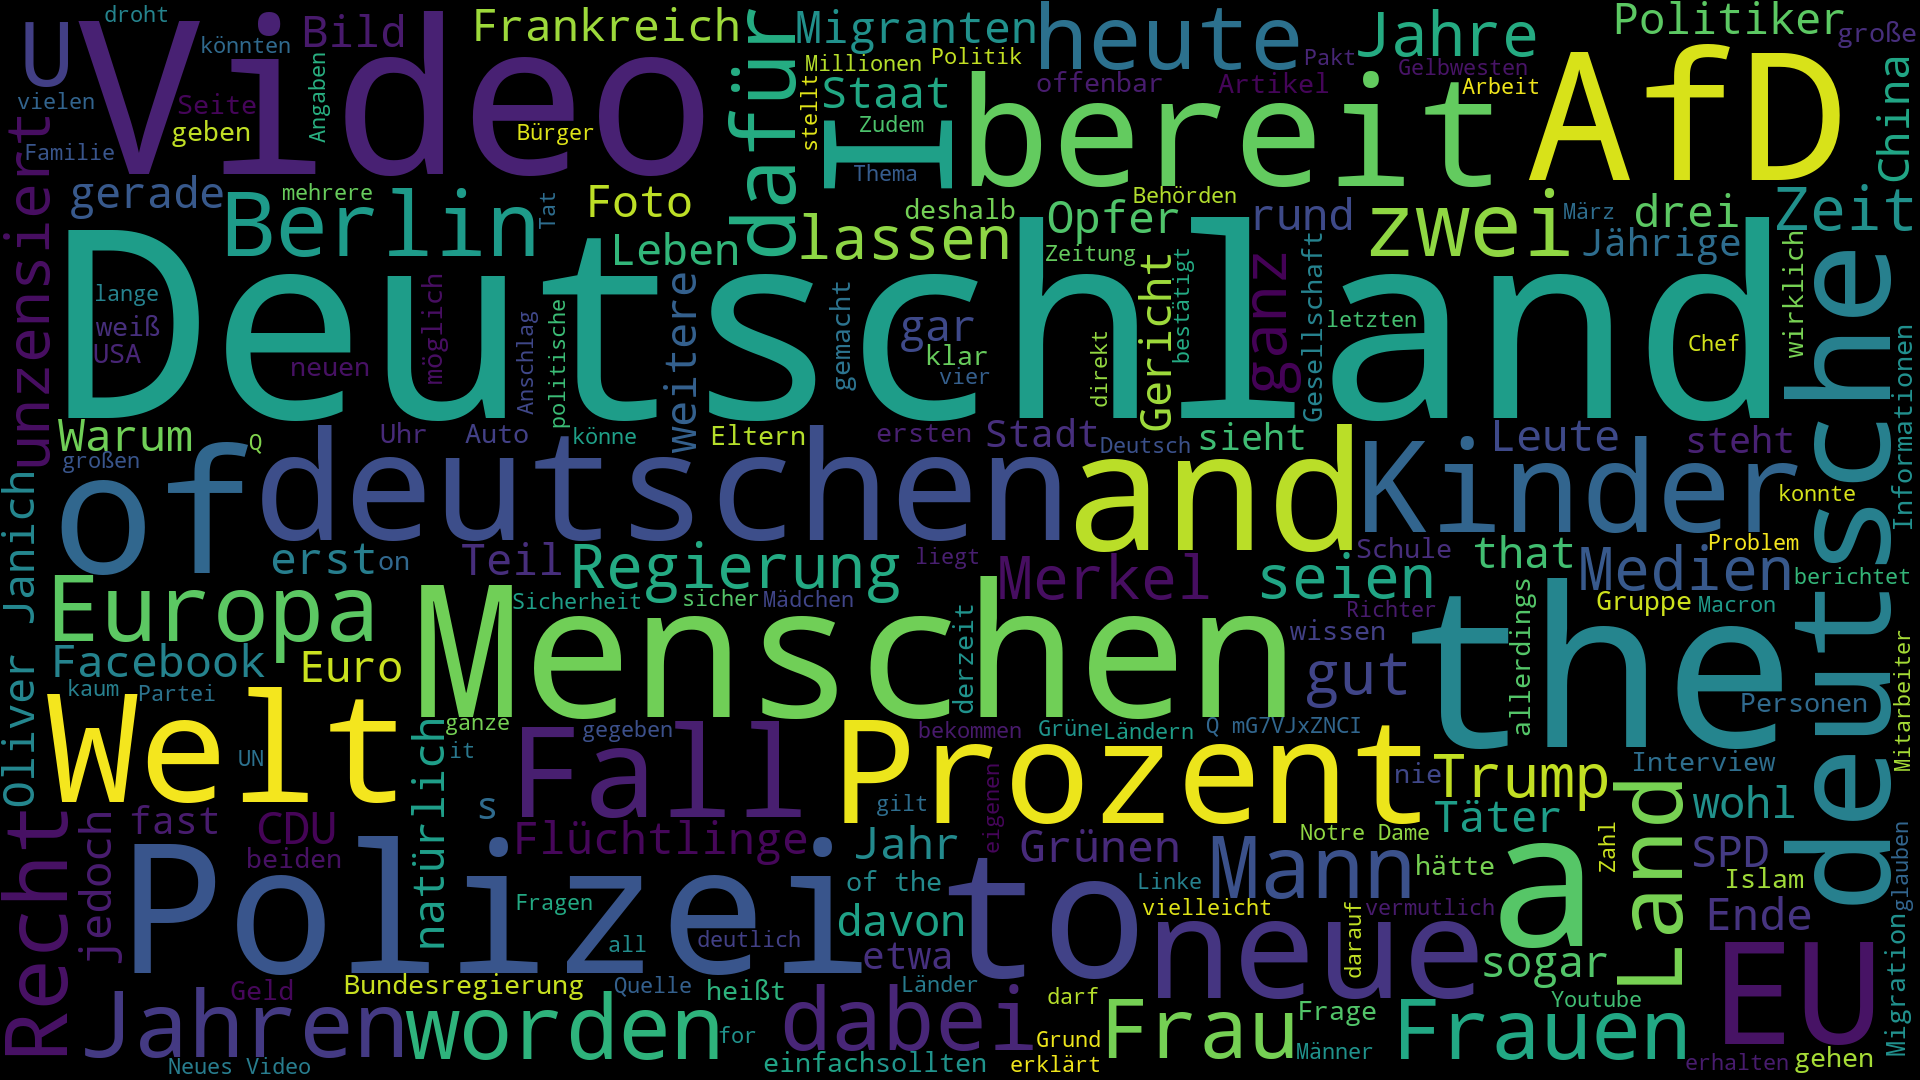 droht
U
Video
könnten
Bild
Frankreich
dafür
Migranten
heute
Jahre
Politiker
große
vielen
Seite
Angaben
geben
Bürger
Millionen
Politik
offenbar
Pakt
Artikel
Gelbwesten
Arbeit
AfD
China
stellt
Staat
Zudem
I
Thema
bereit
Familie
unzensiert
gerade
mehrere
Berlin
Tat
Foto
Leben
lassen
deshalb
Opfer
Behörden
rund
zwei
März
drei
Jährige
Zeit
Deutschland
lange
weiß
USA
neuen
möglich
Anschlag
politische
weitere
gemacht
gar
klar
vier
Zeitung
direkt
Gericht
bestätigt
ganz
Gesellschaft
letzten
Chef
wirklich
deutsche
Informationen
Warum
großen
Q
Uhr
Auto
könne
Eltern
ersten
Stadt
Deutsch
sieht
Leute
steht
of
deutschen
and
Kinder
konnte
Oliver Janich
erst
on
Teil
Regierung
liegt
Merkel
seien
Schule
that
Medien
Problem
berichtet
Europa
Sicherheit
sicher
Mädchen
Richter
Gruppe
Macron
Menschen
the
Facebook
Euro
derzeit
wissen
gut
allerdings
Personen
Mitarbeiter
kaum
Partei
Welt
natürlich
ganze
gegeben
bekommen
Grüne
Ländern
Q mG7VJxZNCI
UN
it
Fall
Prozent
nie
Trump
Interview
s
gilt
eigenen
Täter
Land
wohl
Recht
jedoch
fast
CDU
beiden
Flüchtlinge
Jahr
Grünen
Notre Dame
Mann
hätte
Zahl
SPD
Islam
glauben
Polizei
of the
Linke
a
Fragen
all
deutlich
davon
etwa
to
vielleicht
vermutlich
neue
darauf
sogar
Ende
Migration
EU
Geld
Bundesregierung
Quelle
heißt
Länder
darf
Youtube
Jahren
worden
for
dabei
Grund
Frau
Frage
Männer
Frauen
Neues Video
einfach
sollten
erklärt
erhalten
gehen